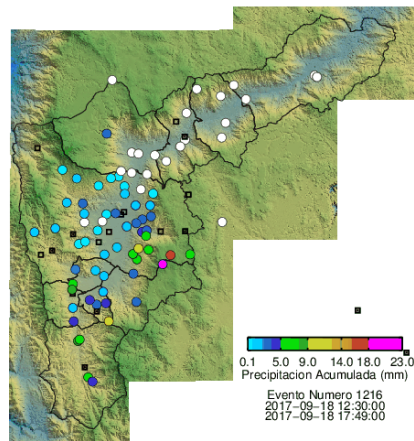 0.1 5.0 9.0 14.0 18.0 23.0
Precipitacion Acumulada (mm)
Evento Numero 1216
2017-09-18 12:30:00
2017-09-18 17:49:00